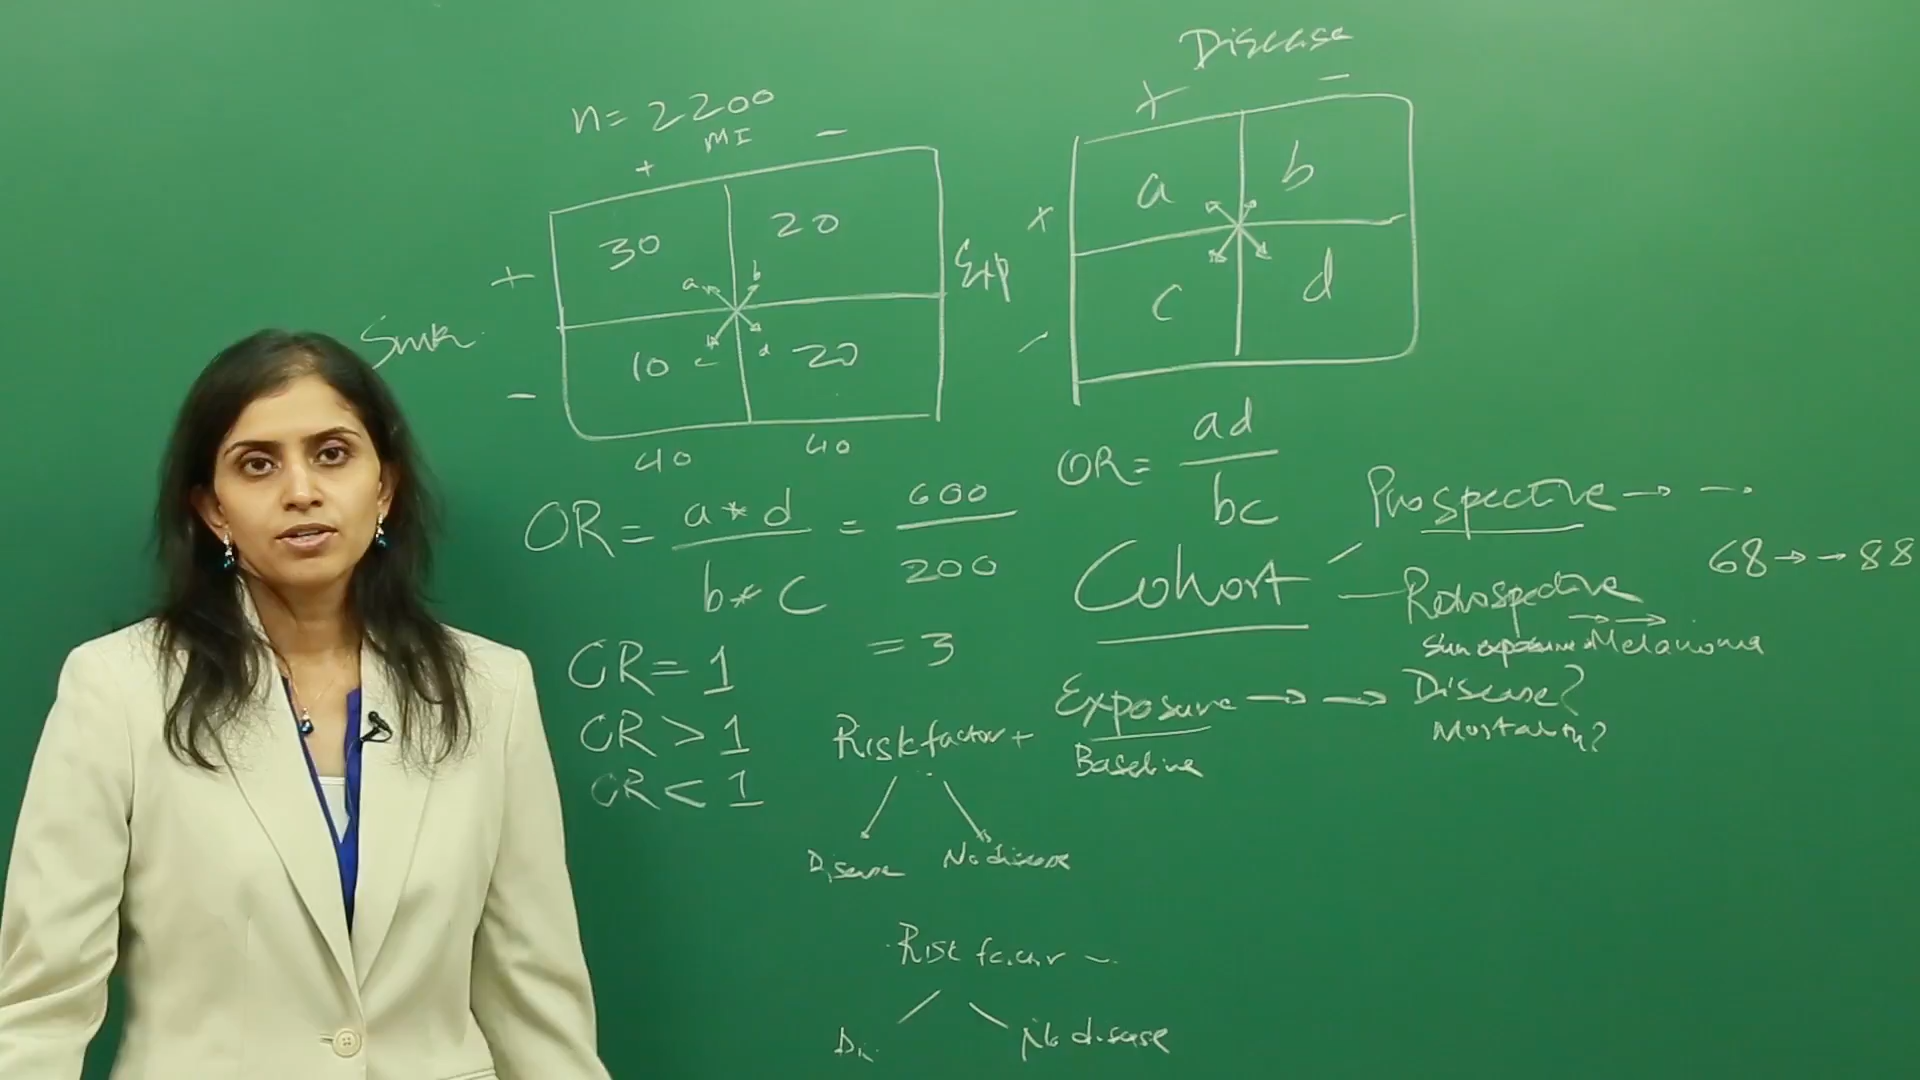 n=2200
MI
+ -
+ 30 20
a b
Smk
- 10 c d 20
40 40
OR= a*d = 600
b*c 200
= 3
OR=1
OR>1
OR<1
Disease
+ -
Exp
+ a b
- c d
OR= ad
bc
Cohort
Prospective → -
68→→88
Retrospective →→
Sun exposure Melanoma
Exposure → → Disease?
Baseline Mortality?
Risk factor +
Disease No disease
Risk factor -
Dis No disease